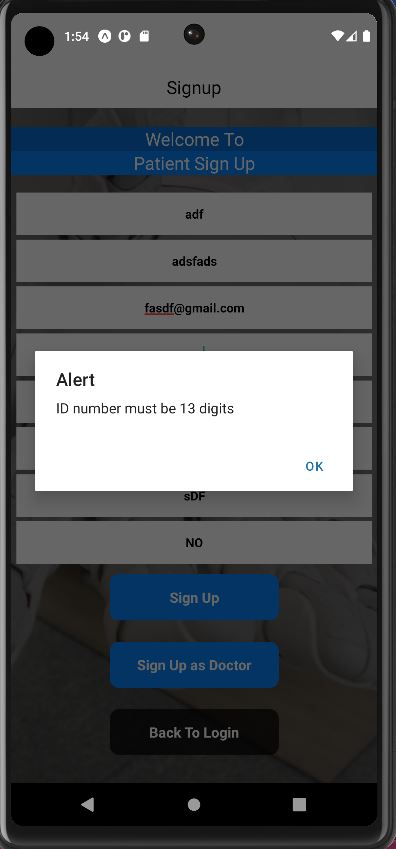 1:54
Signup
Welcome To
Patient Sign Up
adf
adsfads
fasdf@gmail.com
Alert
ID number must be 13 digits
OK
sDF
NO
Sign Up
Sign Up as Doctor
Back To Login